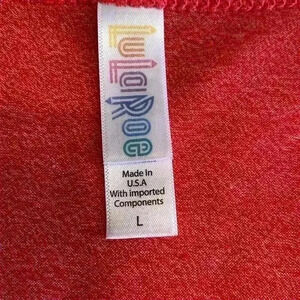 LuLaRoe
Made In
U.S.A
With imported
Components
L